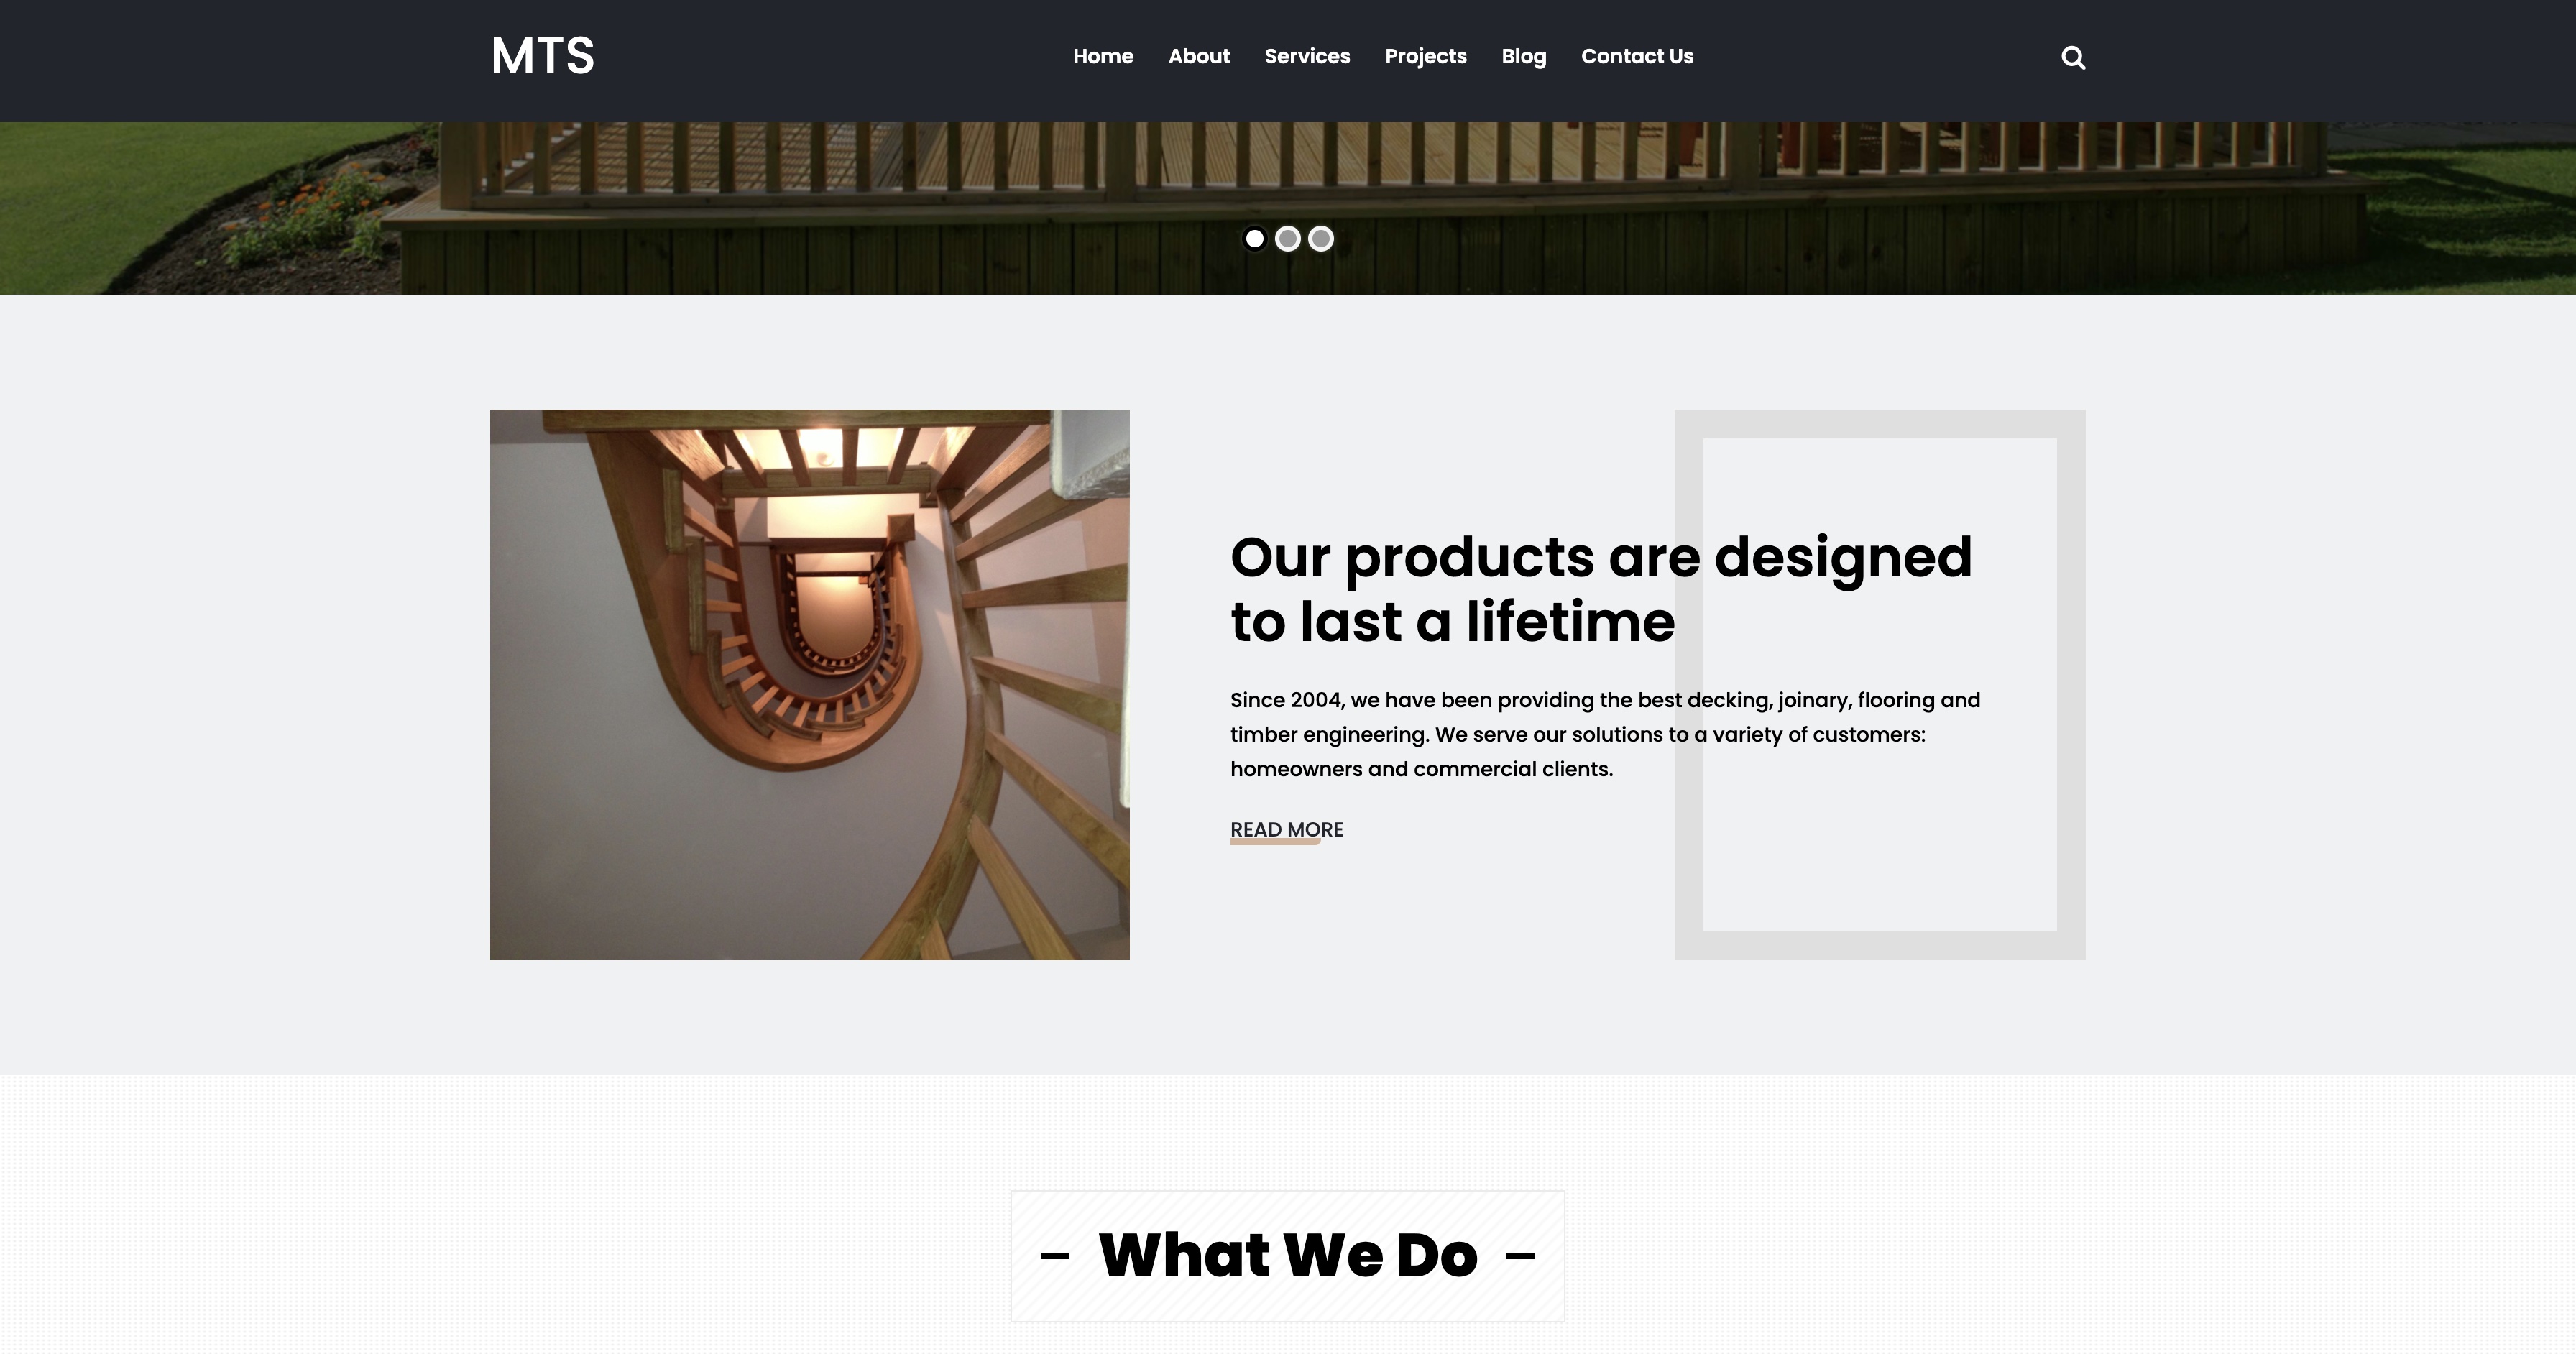 MTS
Home About Services Projects Blog Contact Us
Our products are designed
to last a lifetime
Since 2004, we have been providing the best decking, joinary, flooring and
timber engineering. We serve our solutions to a variety of customers:
homeowners and commercial clients.
READ MORE
– What We Do –